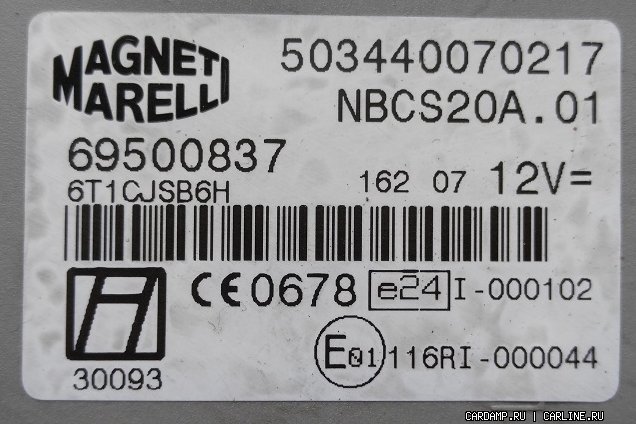 MAGNETI MARELLI
503440070217
NBCS20A.01
69500837
6T1CJSB6H
162 07 12V=
CE0678 e24 I-000102
E01 116RI-000044
30093
CARDAMP.RU | CARLINE.RU